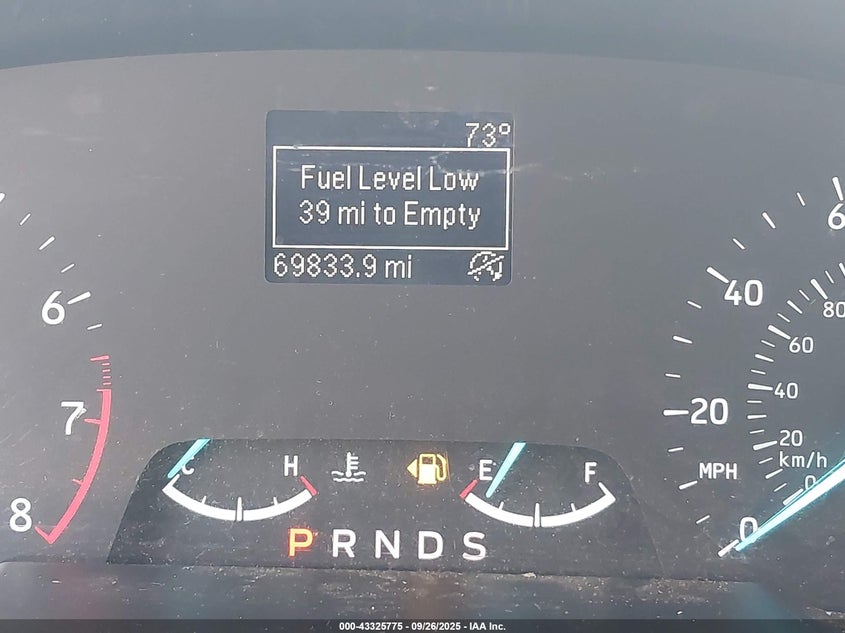 73°
Fuel Level Low
39 mi to Empty
69833.9 mi
6
7
8
C H
E F
P R N D S
6
40
20
0
MPH
80
60
40
20
km/h
0
000-43325775 - 09/26/2025 - IAA Inc.